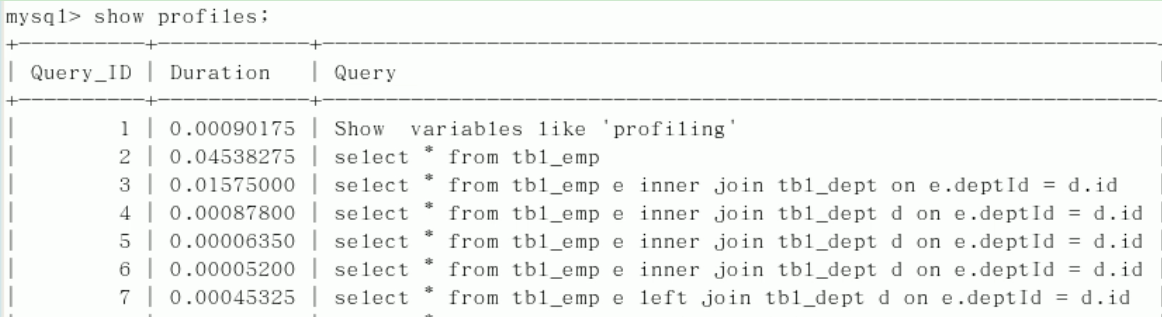 mysql> show profiles;
+----------+------------+-----------------------------------------------------------------
| Query_ID | Duration | Query
+----------+------------+-----------------------------------------------------------------
| 1 | 0.00090175 | Show variables like 'profiling'
| 2 | 0.04538275 | select * from tbl_emp
| 3 | 0.01575000 | select * from tbl_emp e inner join tbl_dept on e.deptId = d.id
| 4 | 0.00087800 | select * from tbl_emp e inner join tbl_dept d on e.deptId = d.id
| 5 | 0.00006350 | select * from tbl_emp e inner join tbl_dept d on e.deptId = d.id
| 6 | 0.00005200 | select * from tbl_emp e inner join tbl_dept d on e.deptId = d.id
| 7 | 0.00045325 | select * from tbl_emp e left join tbl_dept d on e.deptId = d.id